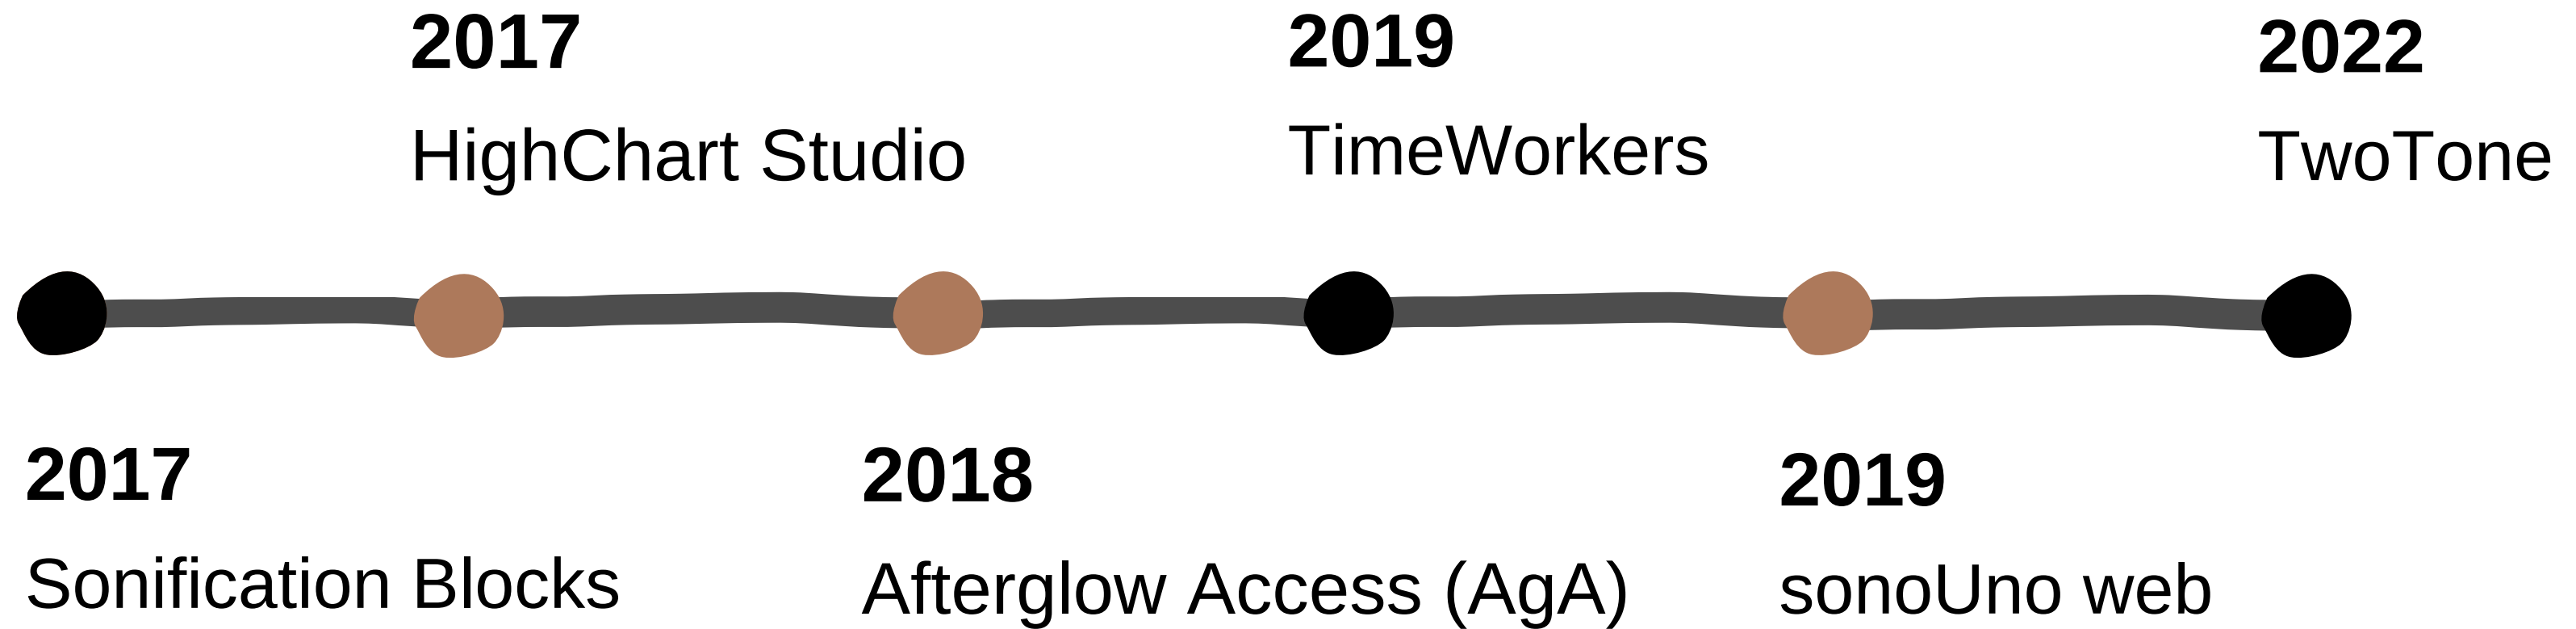 2017
HighChart Studio
2019
TimeWorkers
2022
TwoTone
2017
Sonification Blocks
2018
Afterglow Access (AgA)
2019
sonoUno web